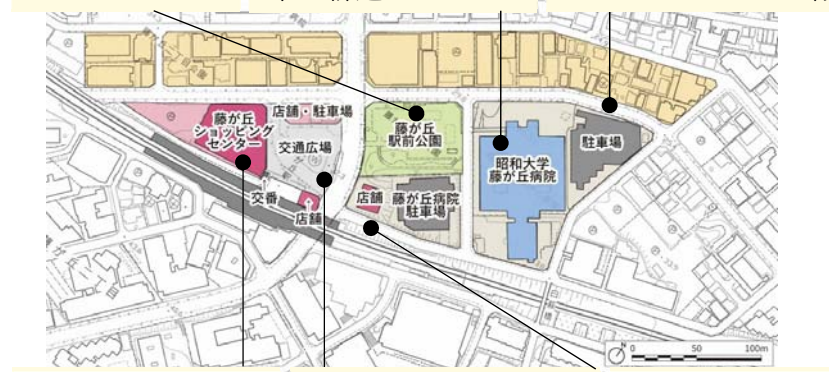 藤が丘
ショッピング
センター
店舗・駐車場
交通広場
藤が丘
駅前公園
昭和大学
藤が丘病院
駐車場
交番
店舗
店舗
藤が丘病院
駐車場
N
0 50 100m